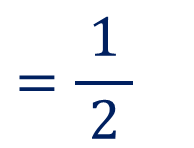 = 1/2